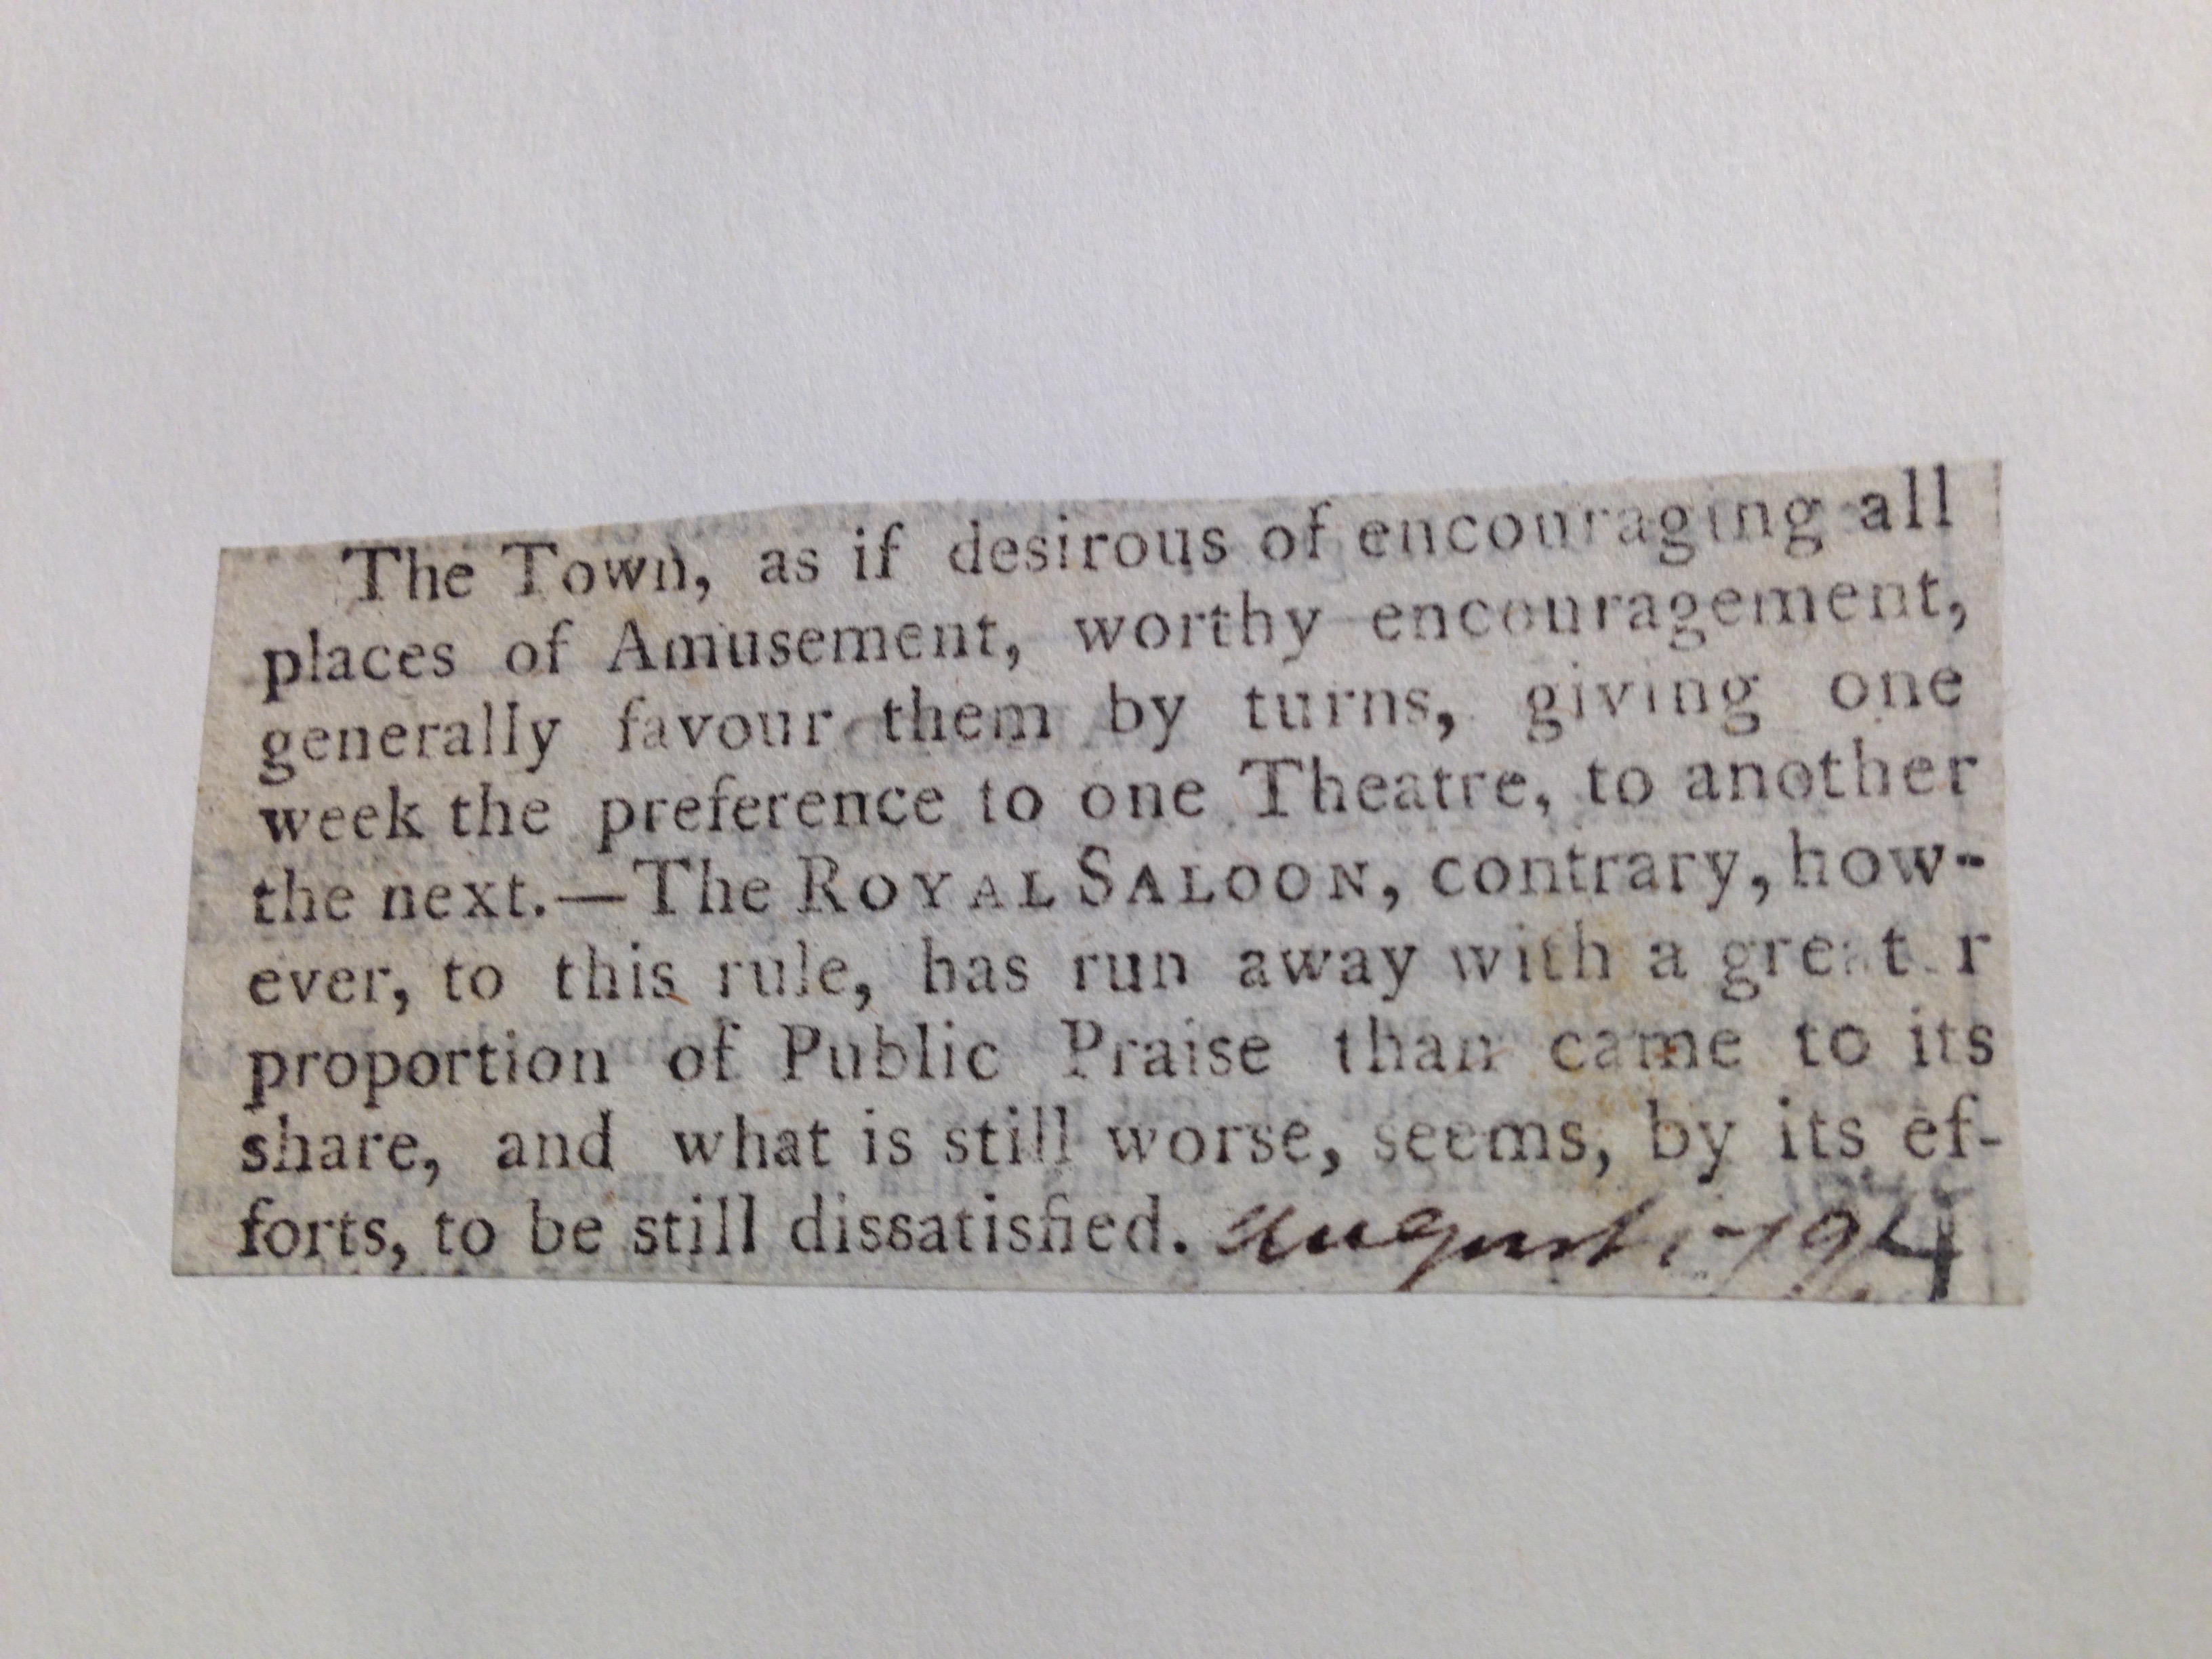 The Town, as if desirous of encouraging all
places of Amusement, worthy encouragement,
generally favour them by turns, giving one
week the preference to one Theatre, to another
the next.—The ROYAL SALOON, contrary, how-
ever, to this rule, has run away with a great r
proportion of Public Praise than came to its
share, and what is still worse, seems, by its ef-
forts, to be still dissatisfied. August, 1794